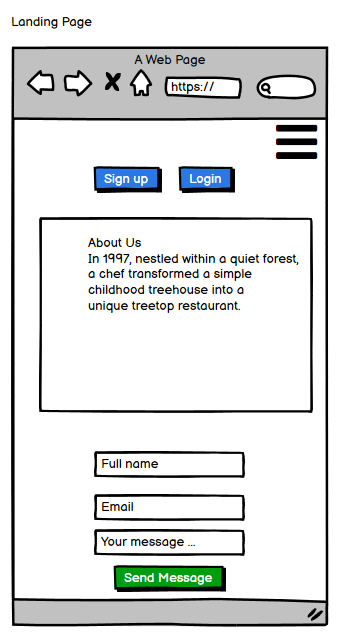 Landing Page
A Web Page
https://
Sign up
Login
About Us
In 1997, nestled within a quiet forest,
a chef transformed a simple
childhood treehouse into a
unique treetop restaurant.
Full name
Email
Your message ...
Send Message